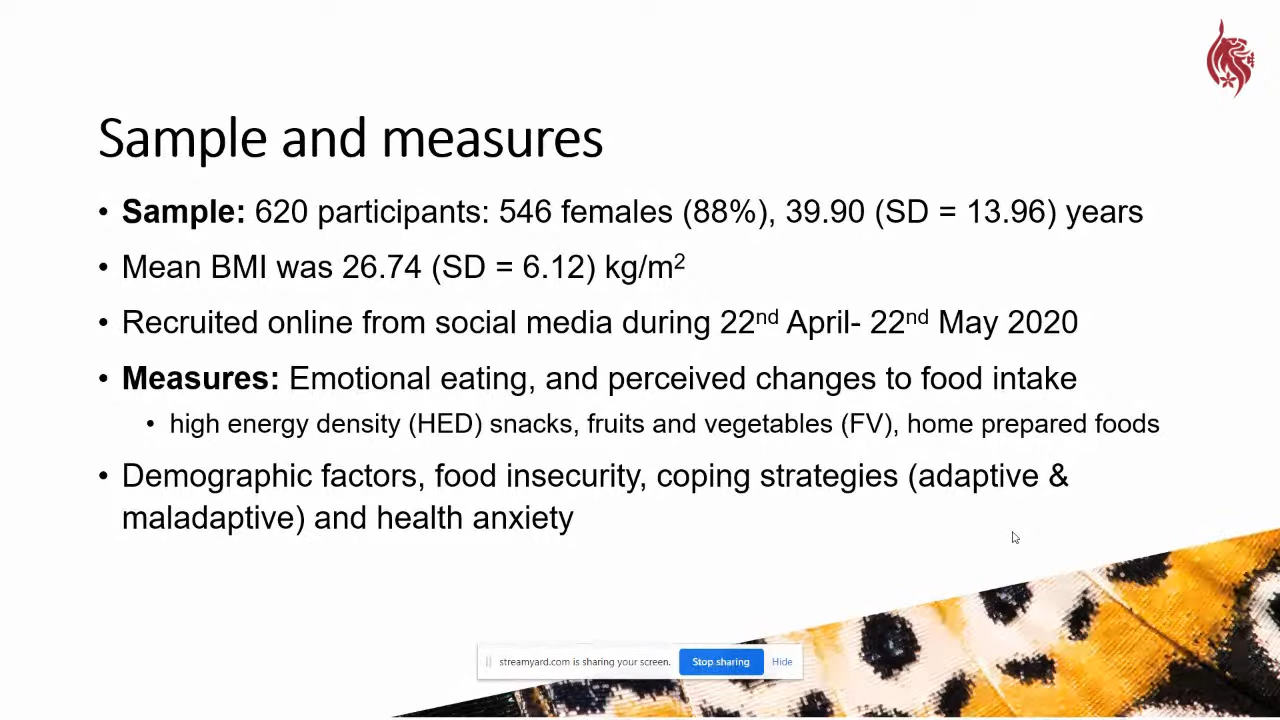 Sample and measures
• Sample: 620 participants: 546 females (88%), 39.90 (SD = 13.96) years
• Mean BMI was 26.74 (SD = 6.12) kg/m²
• Recruited online from social media during 22nd April- 22nd May 2020
• Measures: Emotional eating, and perceived changes to food intake
• high energy density (HED) snacks, fruits and vegetables (FV), home prepared foods
• Demographic factors, food insecurity, coping strategies (adaptive &
maladaptive) and health anxiety
streamyard.com is sharing your screen. Stop sharing Hide